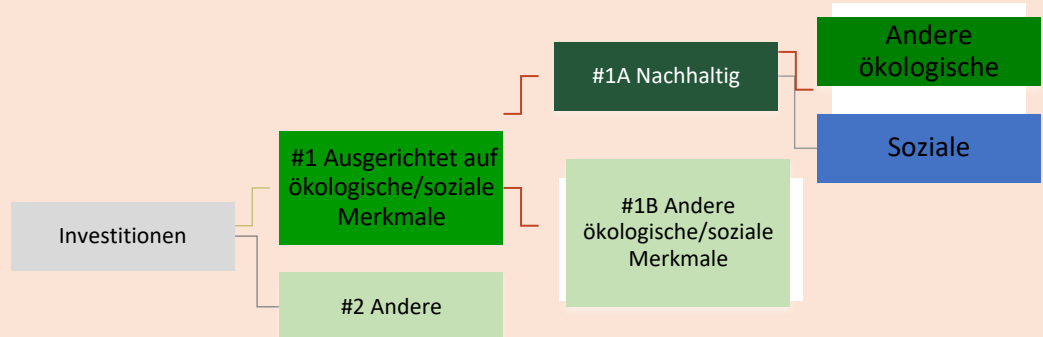 Investitionen
#1 Ausgerichtet auf
ökologische/soziale
Merkmale
#2 Andere
#1A Nachhaltig
#1B Andere
ökologische/soziale
Merkmale
Andere
ökologische
Soziale